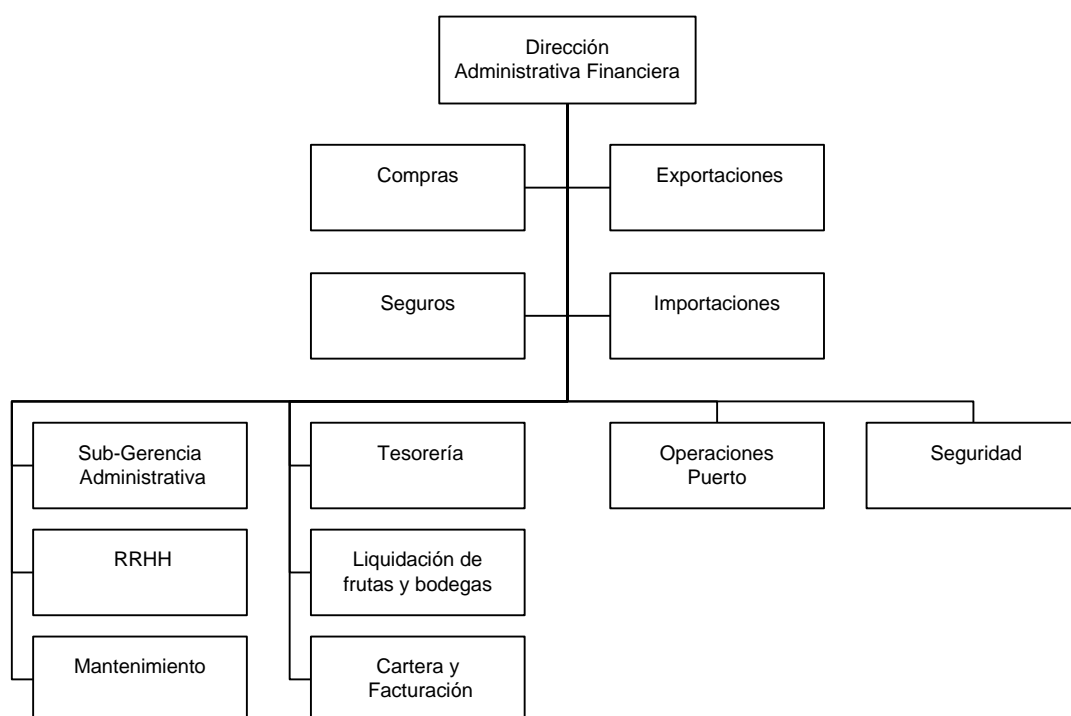 Dirección
Administrativa Financiera
Compras
Exportaciones
Seguros
Importaciones
Sub-Gerencia
Administrativa
Tesorería
Operaciones
Puerto
Seguridad
RRHH
Liquidación de
frutas y bodegas
Mantenimiento
Cartera y
Facturación